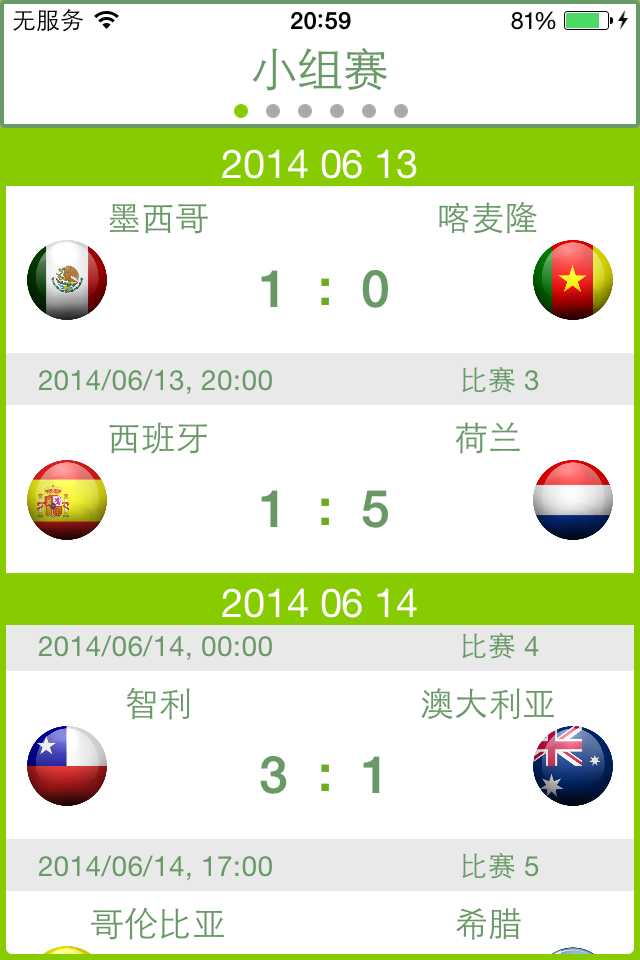 无服务 20:59 81%
小组赛
2014 06 13
墨西哥 喀麦隆
1 : 0
2014/06/13, 20:00 比赛 3
西班牙 荷兰
1 : 5
2014 06 14
2014/06/14, 00:00 比赛 4
智利 澳大利亚
3 : 1
2014/06/14, 17:00 比赛 5
哥伦比亚 希腊